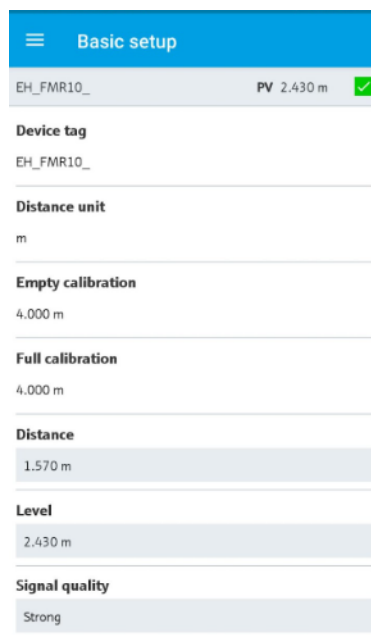 Basic setup
EH_FMR10_ PV 2.430 m
Device tag
EH_FMR10_
Distance unit
m
Empty calibration
4.000 m
Full calibration
4.000 m
Distance
1.570 m
Level
2.430 m
Signal quality
Strong